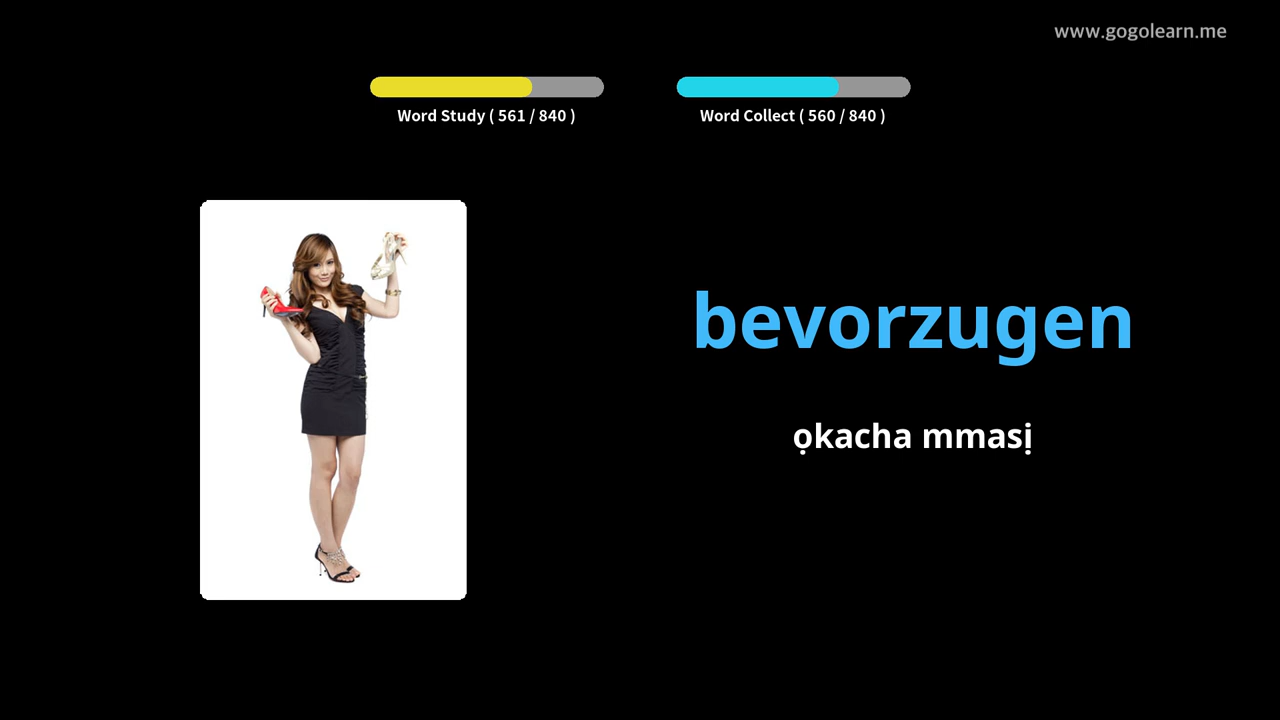 www.gogolearn.me
Word Study ( 561 / 840 )
Word Collect ( 560 / 840 )
bevorzugen
ọkacha mmasị